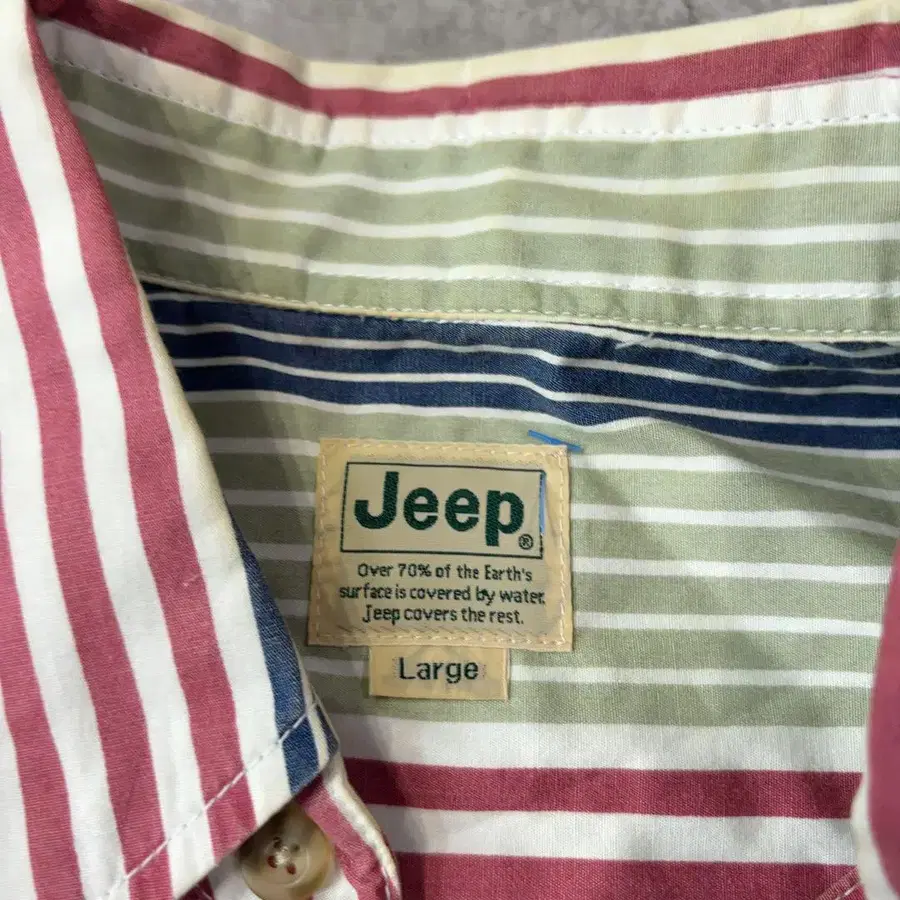 Jeep®
Over 70% of the Earth's
surface is covered by water.
Jeep covers the rest.
Large